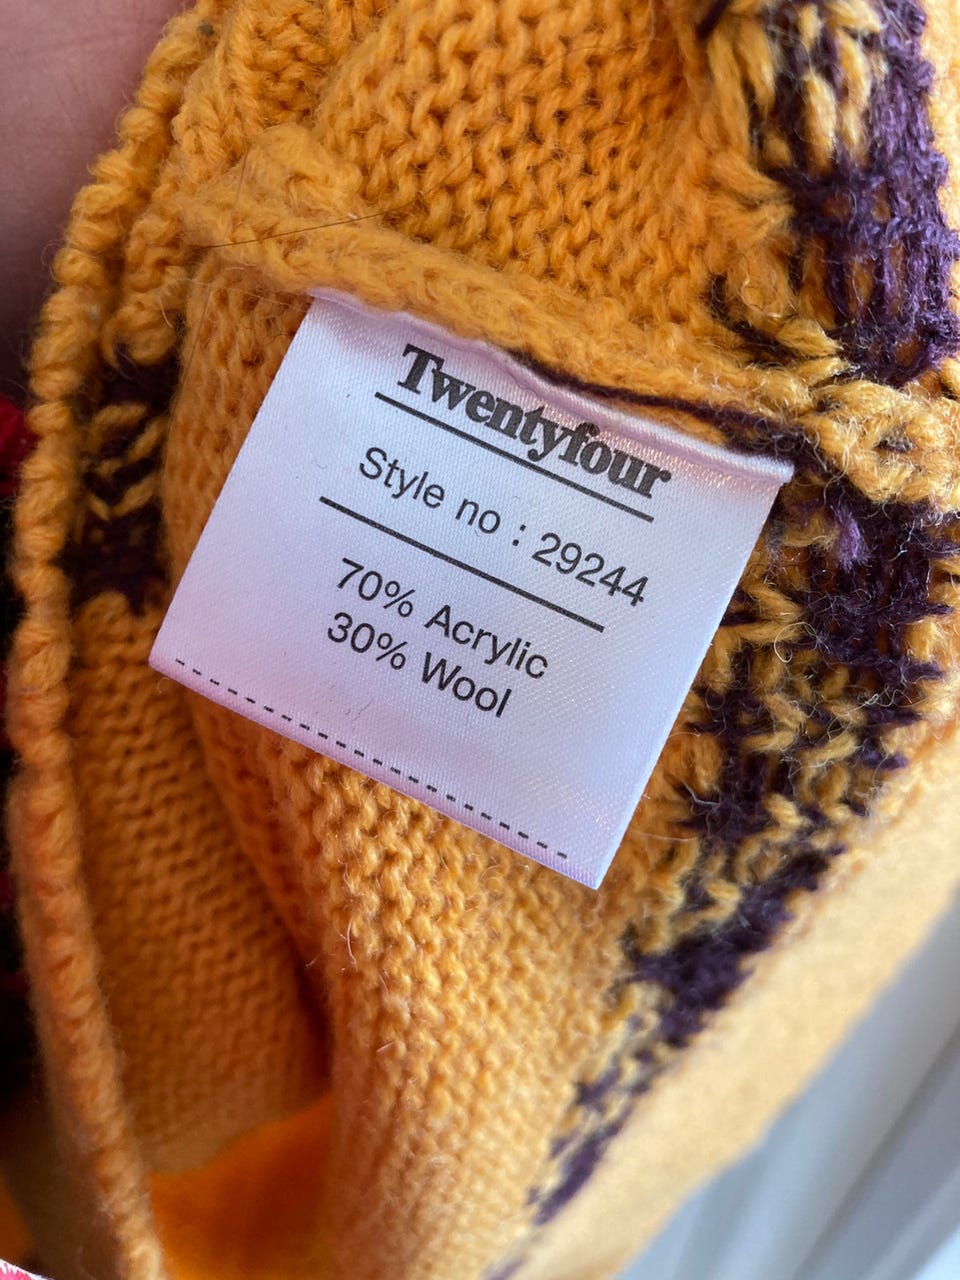 Twentyfour
Style no : 29244
70% Acrylic
30% Wool